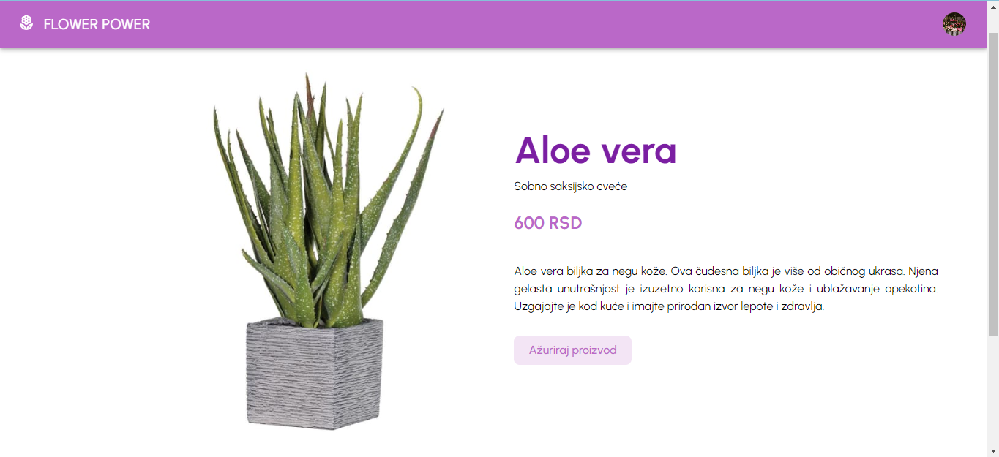 FLOWER POWER
Aloe vera
Sobno saksijsko cveće
600 RSD
Aloe vera biljka za negu kože. Ova čudesna biljka je više od običnog ukrasa. Njena
gelasta unutrašnjost je izuzetno korisna za negu kože i ublažavanje opekotina.
Uzgajajte je kod kuće i imajte prirodan izvor lepote i zdravlja.
Ažuriraj proizvod